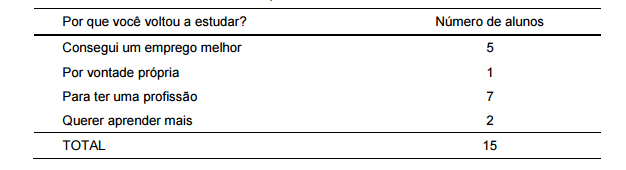 Por que você voltou a estudar? Número de alunos
Consegui um emprego melhor 5
Por vontade própria 1
Para ter uma profissão 7
Querer aprender mais 2
TOTAL 15